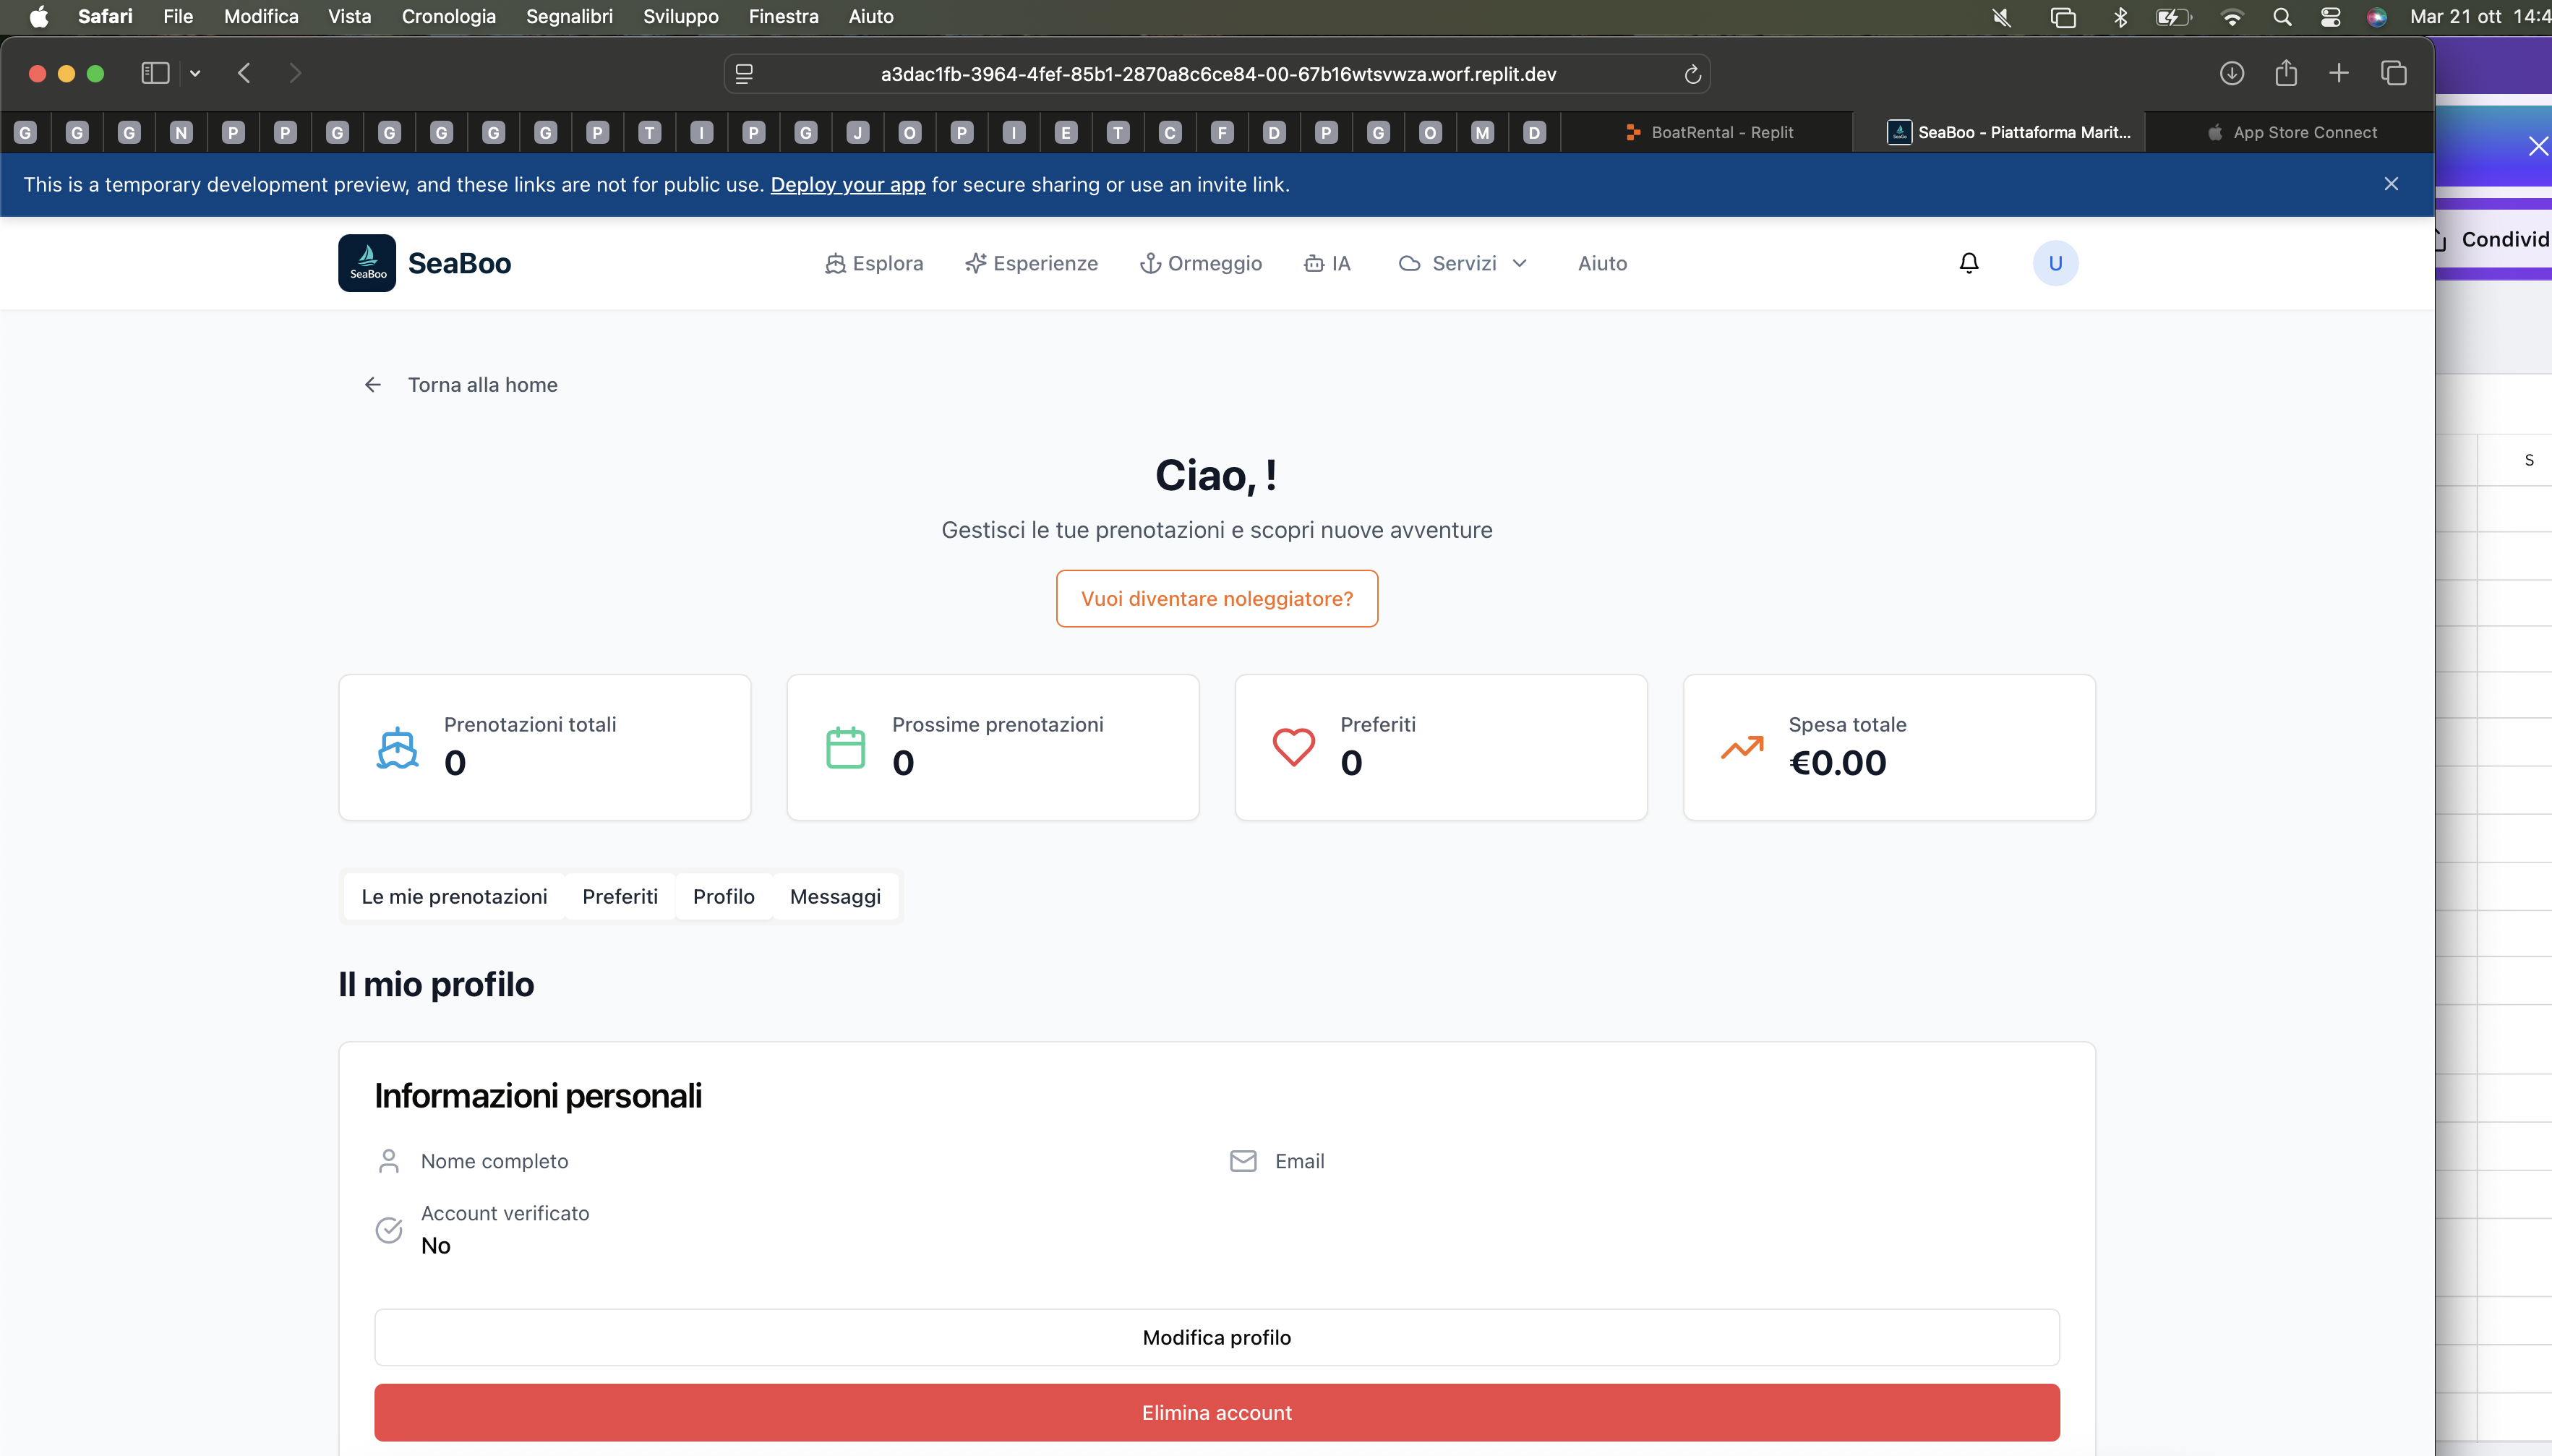 Safari File Modifica Vista Cronologia Segnalibri Sviluppo Finestra Aiuto Mar 21 ott 14:4
a3dac1fb-3964-4fef-85b1-2870a8c6ce84-00-67b16wtsvwza.worf.replit.dev
G G G N P P G G G G G P T I P G J O P I E T C F D P G O M D BoatRental - Replit SeaBoo - Piattaforma Marit... App Store Connect
This is a temporary development preview, and these links are not for public use. Deploy your app for secure sharing or use an invite link.
Condivid
SeaBoo SeaBoo Esplora Esperienze Ormeggio IA Servizi Aiuto U
Torna alla home
S
Ciao, !
Gestisci le tue prenotazioni e scopri nuove avventure
Vuoi diventare noleggiatore?
Prenotazioni totali Prossime prenotazioni Preferiti Spesa totale
0 0 0 €0.00
Le mie prenotazioni Preferiti Profilo Messaggi
Il mio profilo
Informazioni personali
Nome completo Email
Account verificato
No
Modifica profilo
Elimina account